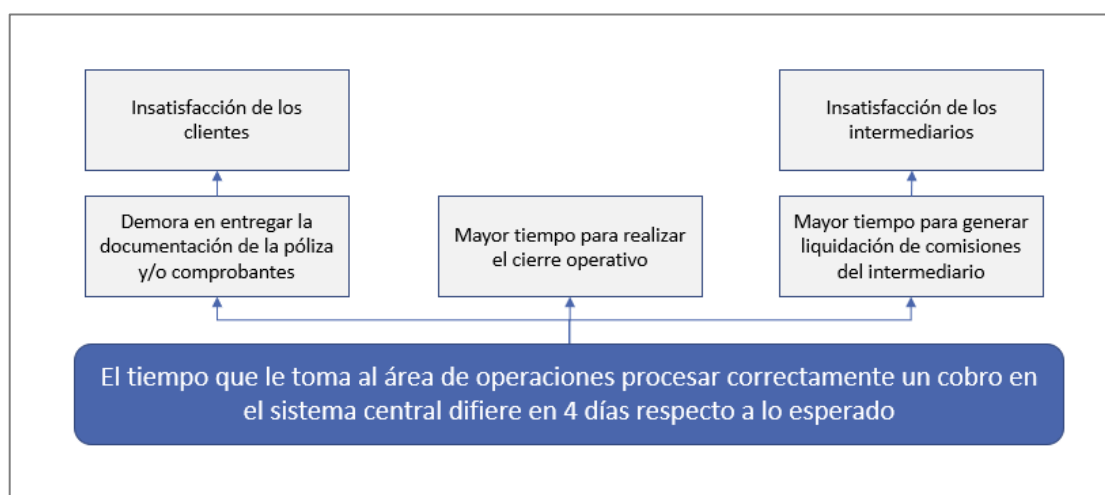 Insatisfacción de los
clientes
Insatisfacción de los
intermediarios
Demora en entregar la
documentación de la póliza
y/o comprobantes
Mayor tiempo para realizar
el cierre operativo
Mayor tiempo para generar
liquidación de comisiones
del intermediario
El tiempo que le toma al área de operaciones procesar correctamente un cobro en
el sistema central difiere en 4 días respecto a lo esperado